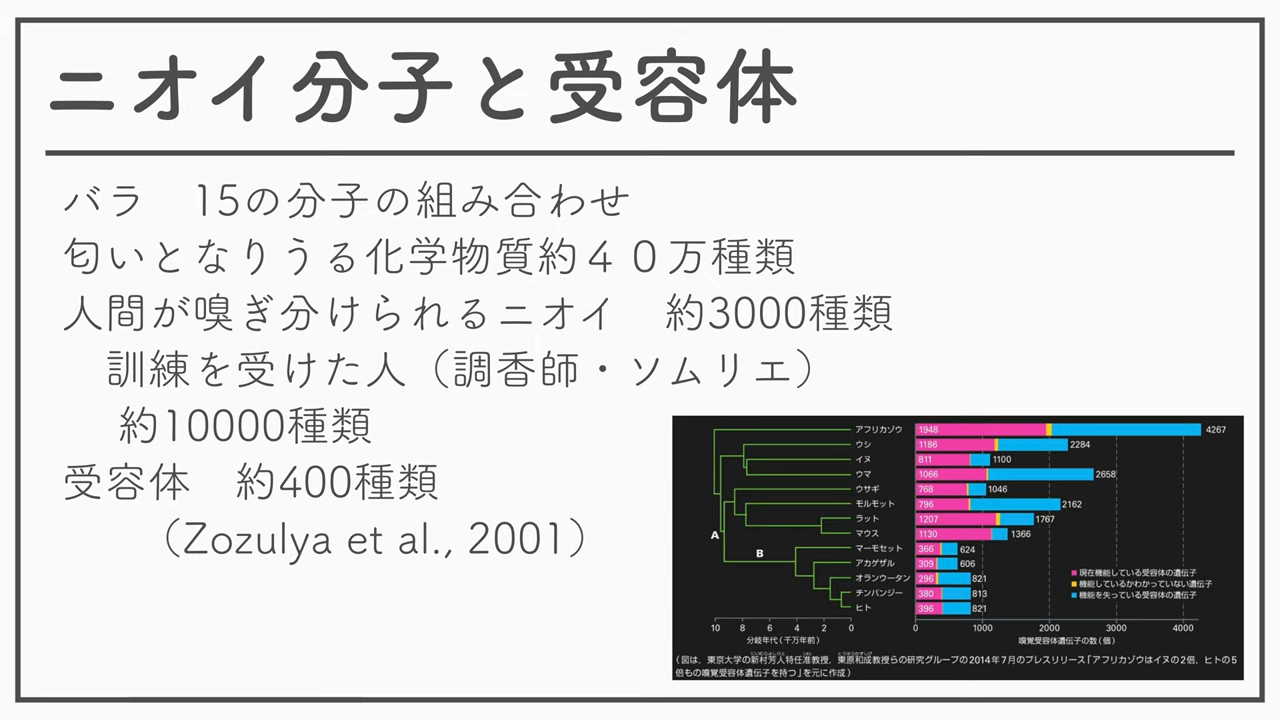 ニオイ分子と受容体
バラ　15の分子の組み合わせ
匂いとなりうる化学物質約４０万種類
人間が嗅ぎ分けられるニオイ　約3000種類
訓練を受けた人（調香師・ソムリエ）
約10000種類
受容体　約400種類
（Zozulya et al., 2001）
アフリカゾウ 1948 4267
ウシ 1186 2284
イヌ 811 1100
ウマ 1066 2658
ウサギ 768 1046
モルモット 796 2162
ラット 1207 1767
マウス 1130 1366
A
B
マーモセット 366 624
アカゲザル 309 606
オランウータン 296 821
チンパンジー 380 813
ヒト 396 821
現在機能している受容体の遺伝子
機能しているかわかっていない遺伝子
機能を失っている受容体の遺伝子
10 8 6 4 2 0
0 1000 2000 3000 4000
分岐年代（千万年前）
嗅覚受容体遺伝子の数（個）
（図は，東京大学の新村芳人特任准教授，東原和成教授らの研究グループの2014年7月のプレスリリース「アフリカゾウはイヌの2倍，ヒトの5
倍もの嗅覚受容体遺伝子を持つ」を元に作成）